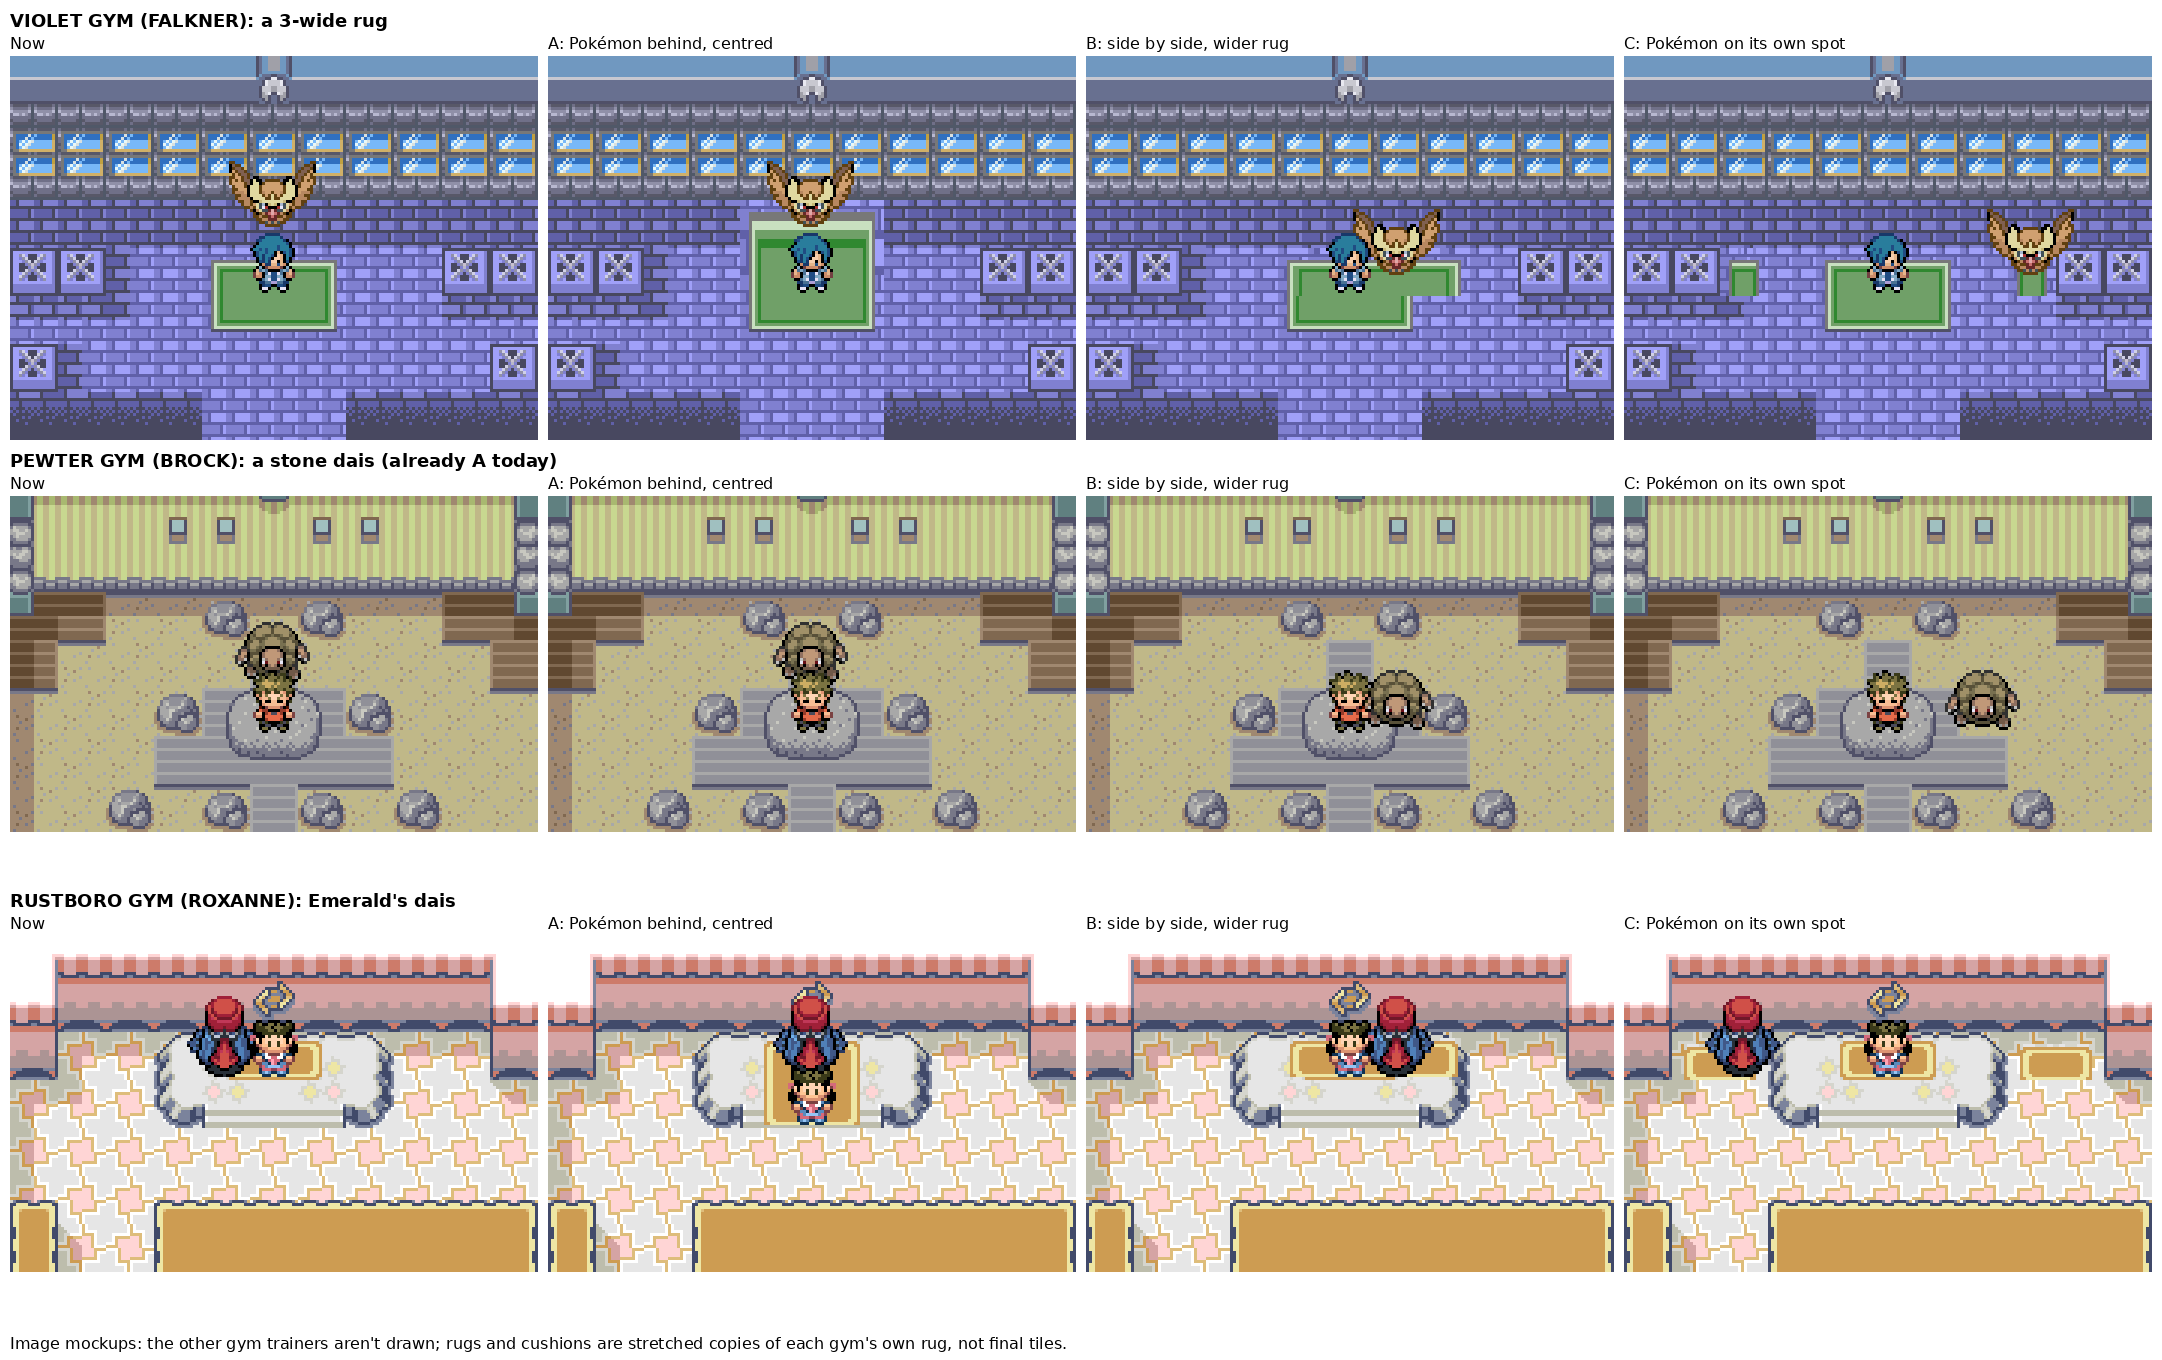 VIOLET GYM (FALKNER): a 3-wide rug
Now
A: Pokémon behind, centred
B: side by side, wider rug
C: Pokémon on its own spot
PEWTER GYM (BROCK): a stone dais (already A today)
Now
A: Pokémon behind, centred
B: side by side, wider rug
C: Pokémon on its own spot
RUSTBORO GYM (ROXANNE): Emerald's dais
Now
A: Pokémon behind, centred
B: side by side, wider rug
C: Pokémon on its own spot
Image mockups: the other gym trainers aren't drawn; rugs and cushions are stretched copies of each gym's own rug, not final tiles.